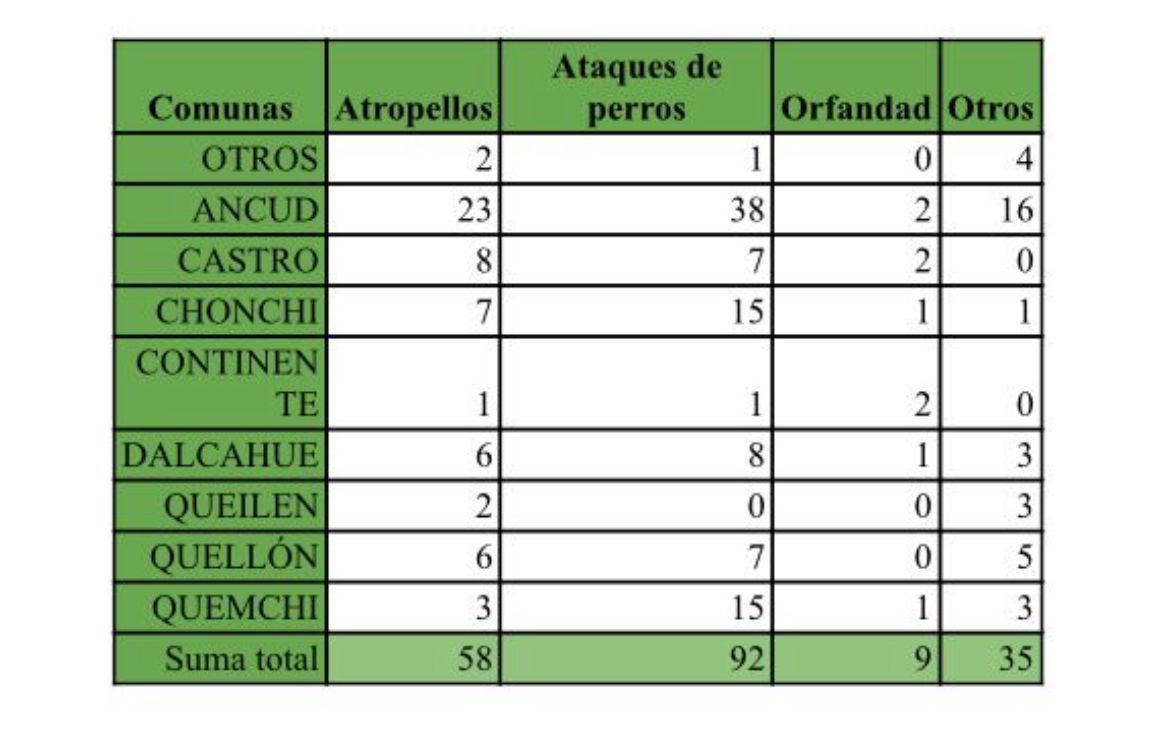 Comunas Atropellos Ataques de perros Orfandad Otros
OTROS 2 1 0 4
ANCUD 23 38 2 16
CASTRO 8 7 2 0
CHONCHI 7 15 1 1
CONTINEN
TE 1 1 2 0
DALCAHUE 6 8 1 3
QUEILEN 2 0 0 3
QUELLÓN 6 7 0 5
QUEMCHI 3 15 1 3
Suma total 58 92 9 35